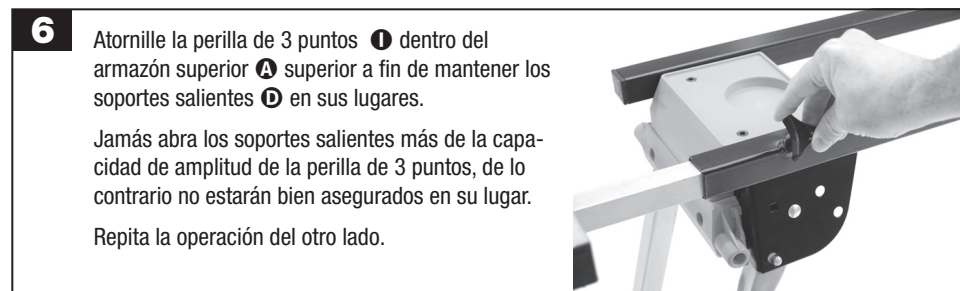 6
Atornille la perilla de 3 puntos I dentro del
armazón superior A superior a fin de mantener los
soportes salientes D en sus lugares.
Jamás abra los soportes salientes más de la capa-
cidad de amplitud de la perilla de 3 puntos, de lo
contrario no estarán bien asegurados en su lugar.
Repita la operación del otro lado.